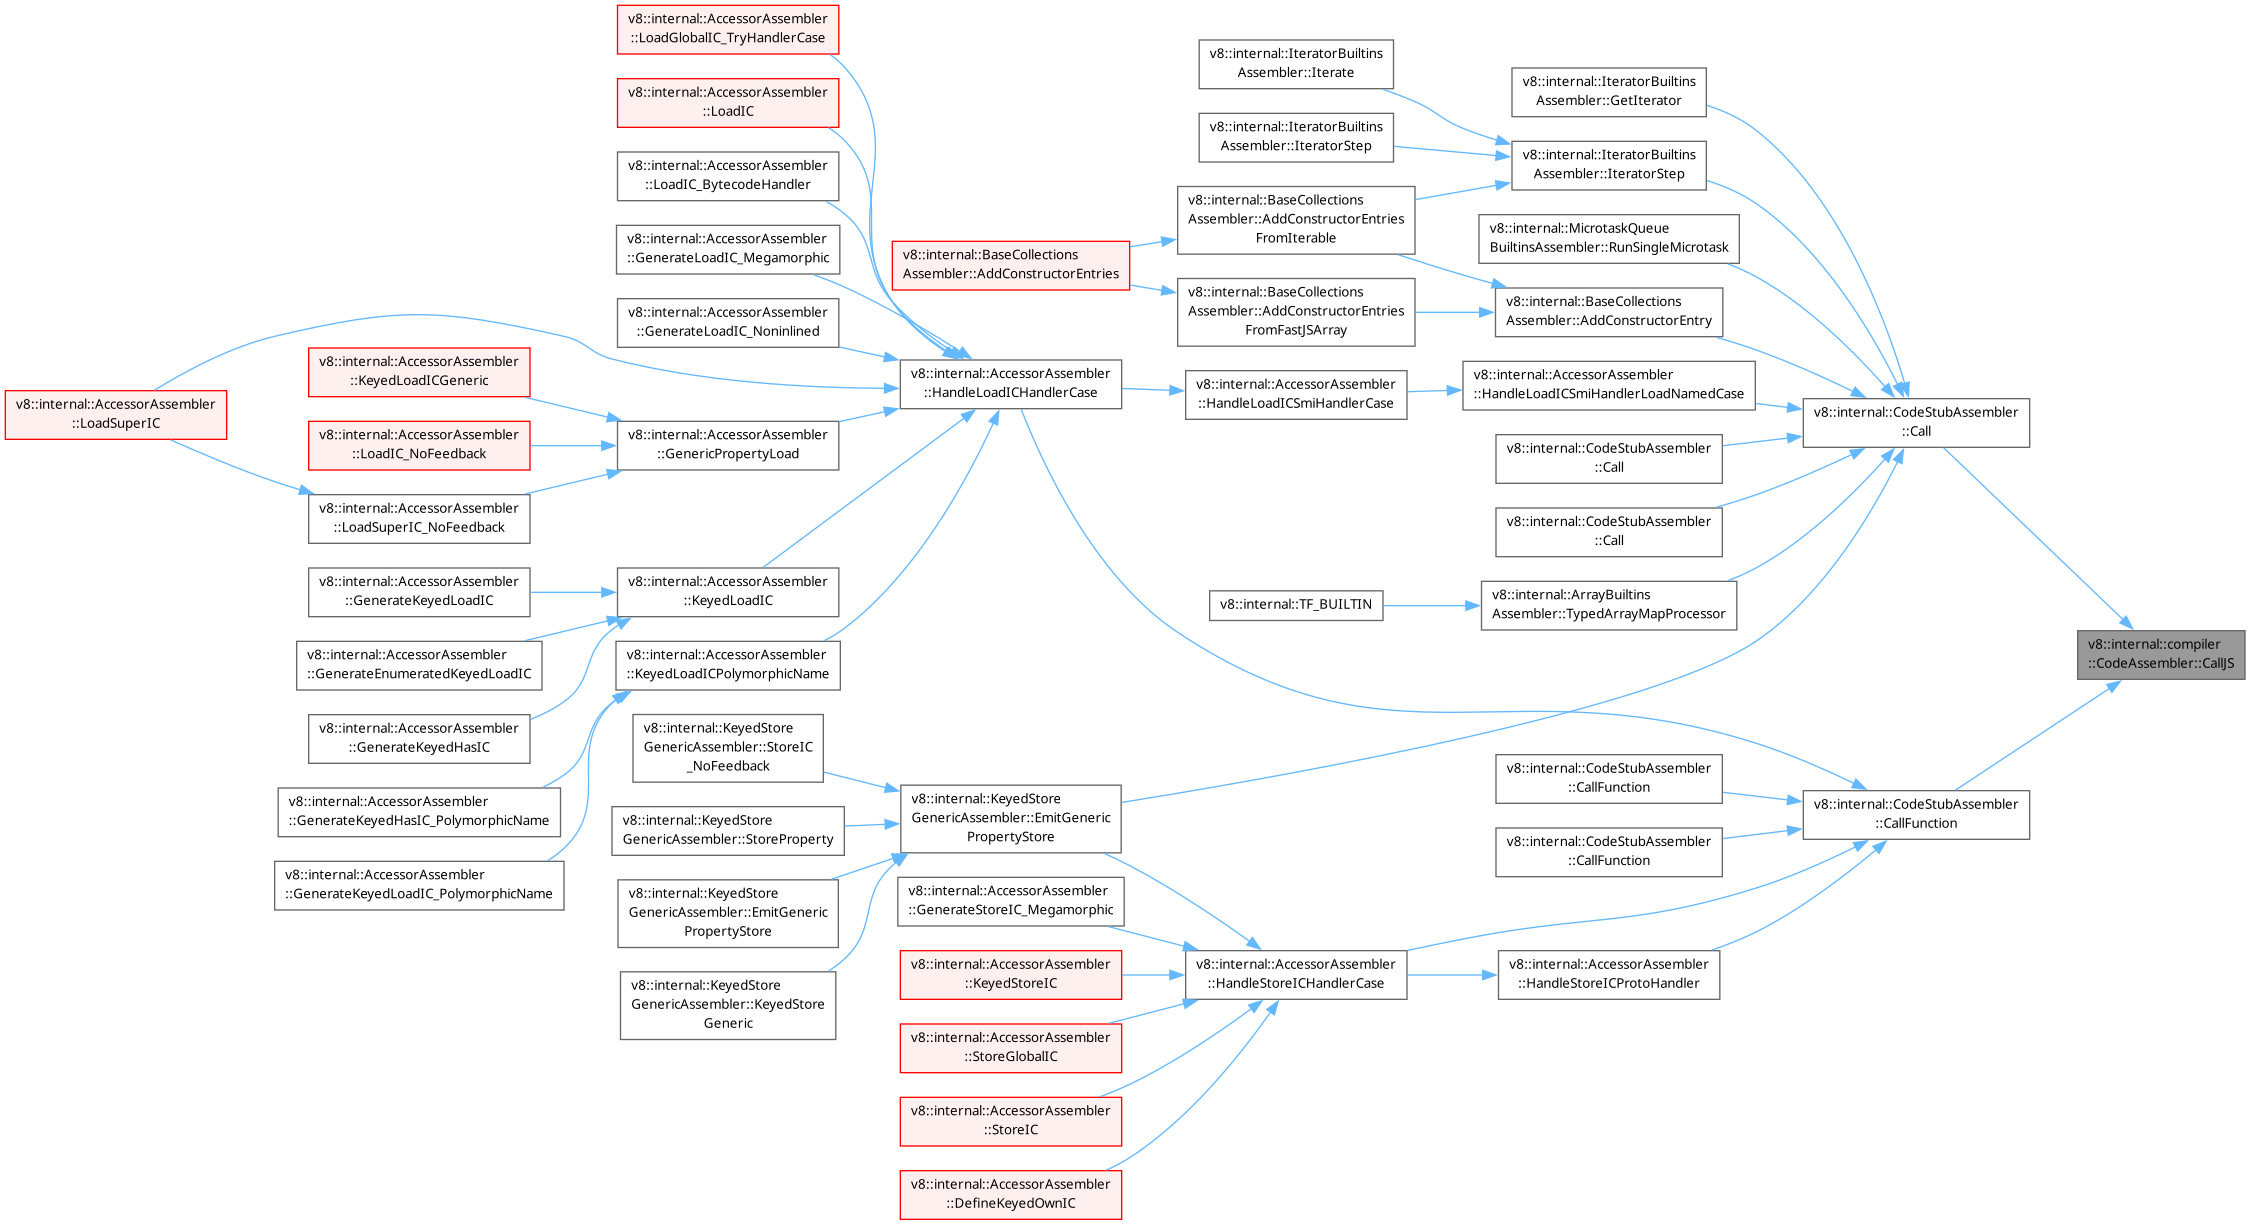 v8::internal::AccessorAssembler
::LoadGlobalIC_TryHandlerCase
v8::internal::AccessorAssembler
::LoadIC
v8::internal::AccessorAssembler
::LoadIC_BytecodeHandler
v8::internal::AccessorAssembler
::GenerateLoadIC_Megamorphic
v8::internal::AccessorAssembler
::GenerateLoadIC_Noninlined
v8::internal::AccessorAssembler
::KeyedLoadICGeneric
v8::internal::AccessorAssembler
::LoadSuperIC
v8::internal::AccessorAssembler
::LoadIC_NoFeedback
v8::internal::AccessorAssembler
::GenericPropertyLoad
v8::internal::AccessorAssembler
::LoadSuperIC_NoFeedback
v8::internal::AccessorAssembler
::GenerateKeyedLoadIC
v8::internal::AccessorAssembler
::KeyedLoadIC
v8::internal::AccessorAssembler
::GenerateEnumeratedKeyedLoadIC
v8::internal::AccessorAssembler
::KeyedLoadICPolymorphicName
v8::internal::AccessorAssembler
::GenerateKeyedHasIC
v8::internal::AccessorAssembler
::GenerateKeyedHasIC_PolymorphicName
v8::internal::AccessorAssembler
::GenerateKeyedLoadIC_PolymorphicName
v8::internal::KeyedStore
GenericAssembler::StoreIC
_NoFeedback
v8::internal::KeyedStore
GenericAssembler::StoreProperty
v8::internal::KeyedStore
GenericAssembler::EmitGeneric
PropertyStore
v8::internal::KeyedStore
GenericAssembler::KeyedStore
Generic
v8::internal::BaseCollections
Assembler::AddConstructorEntries
v8::internal::AccessorAssembler
::HandleLoadICHandlerCase
v8::internal::KeyedStore
GenericAssembler::EmitGeneric
PropertyStore
v8::internal::AccessorAssembler
::GenerateStoreIC_Megamorphic
v8::internal::AccessorAssembler
::KeyedStoreIC
v8::internal::AccessorAssembler
::StoreGlobalIC
v8::internal::AccessorAssembler
::StoreIC
v8::internal::AccessorAssembler
::DefineKeyedOwnIC
v8::internal::IteratorBuiltins
Assembler::Iterate
v8::internal::IteratorBuiltins
Assembler::IteratorStep
v8::internal::BaseCollections
Assembler::AddConstructorEntries
FromIterable
v8::internal::BaseCollections
Assembler::AddConstructorEntries
FromFastJSArray
v8::internal::AccessorAssembler
::HandleLoadICSmiHandlerCase
v8::internal::TF_BUILTIN
v8::internal::AccessorAssembler
::HandleStoreICHandlerCase
v8::internal::IteratorBuiltins
Assembler::GetIterator
v8::internal::IteratorBuiltins
Assembler::IteratorStep
v8::internal::MicrotaskQueue
BuiltinsAssembler::RunSingleMicrotask
v8::internal::BaseCollections
Assembler::AddConstructorEntry
v8::internal::AccessorAssembler
::HandleLoadICSmiHandlerLoadNamedCase
v8::internal::CodeStubAssembler
::Call
v8::internal::CodeStubAssembler
::Call
v8::internal::ArrayBuiltins
Assembler::TypedArrayMapProcessor
v8::internal::CodeStubAssembler
::CallFunction
v8::internal::CodeStubAssembler
::CallFunction
v8::internal::AccessorAssembler
::HandleStoreICProtoHandler
v8::internal::CodeStubAssembler
::Call
v8::internal::CodeStubAssembler
::CallFunction
v8::internal::compiler
::CodeAssembler::CallJS